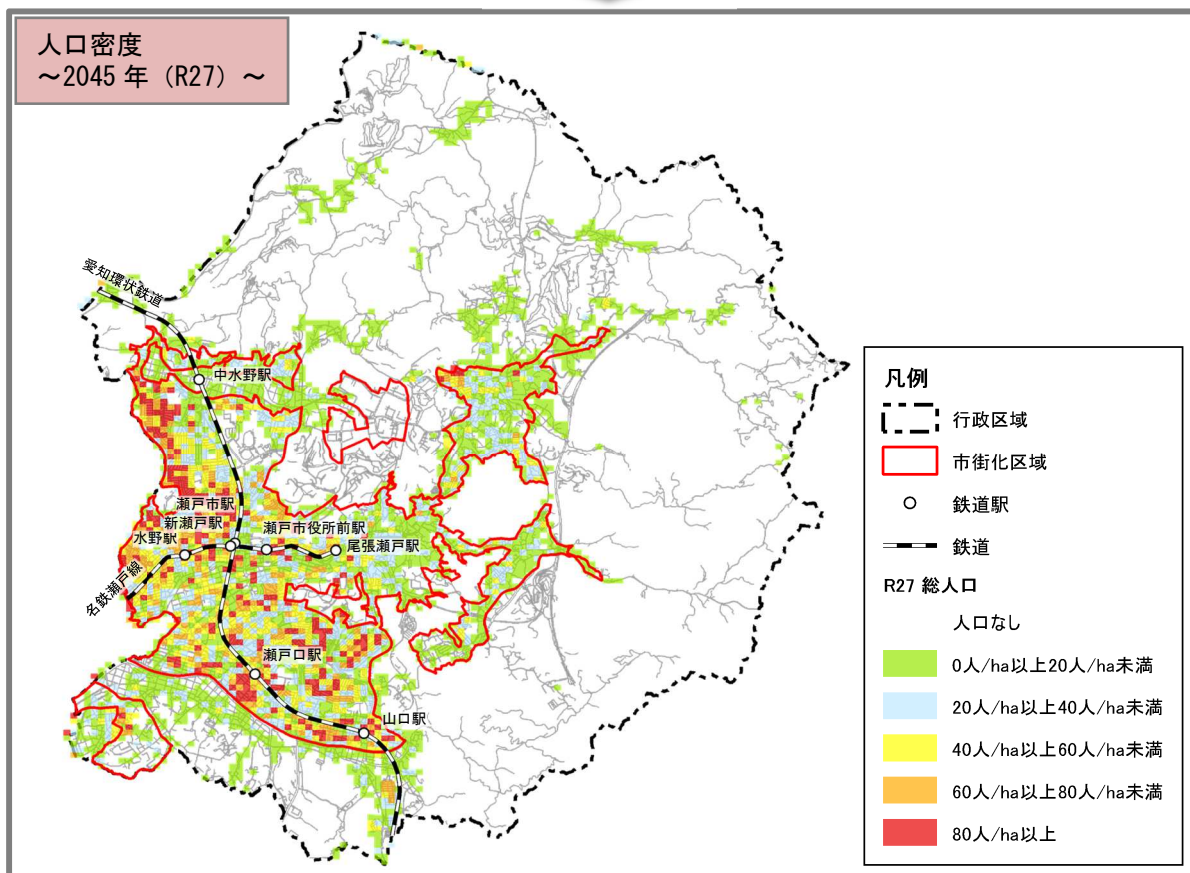 人口密度
～2045 年（R27）～
愛知環状鉄道
中水野駅
瀬戸市駅
新瀬戸駅
水野駅
瀬戸市役所前駅
尾張瀬戸駅
名鉄瀬戸線
瀬戸口駅
山口駅
凡例
行政区域
市街化区域
鉄道駅
鉄道
R27 総人口
人口なし
0人/ha以上20人/ha未満
20人/ha以上40人/ha未満
40人/ha以上60人/ha未満
60人/ha以上80人/ha未満
80人/ha以上